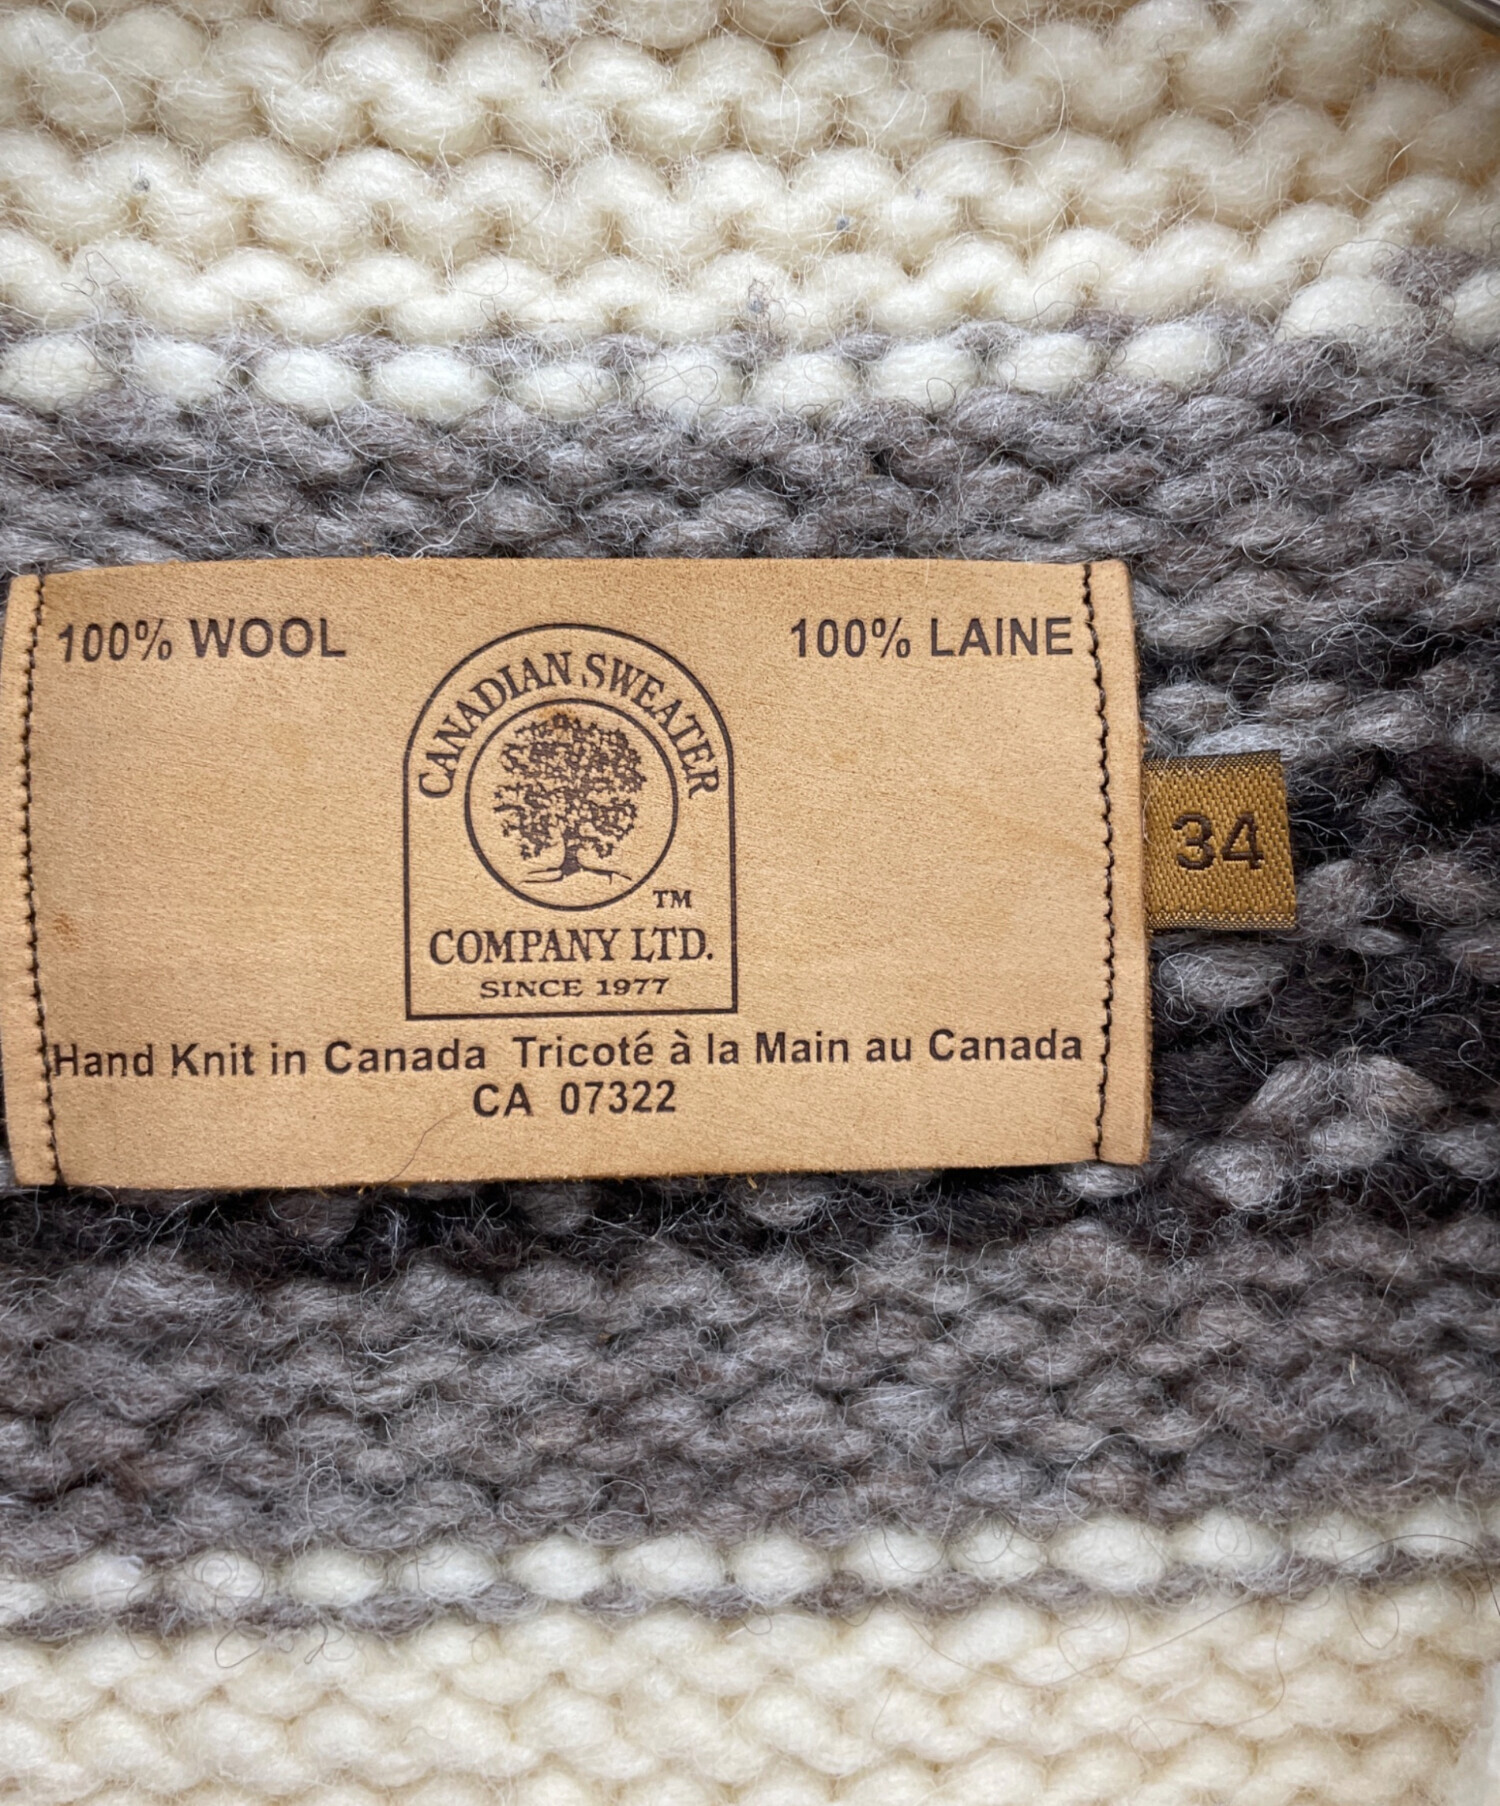 100% WOOL
100% LAINE
CANADIAN SWEATER
TM
COMPANY LTD.
SINCE 1977
34
Hand Knit in Canada Tricoté à la Main au Canada
CA 07322